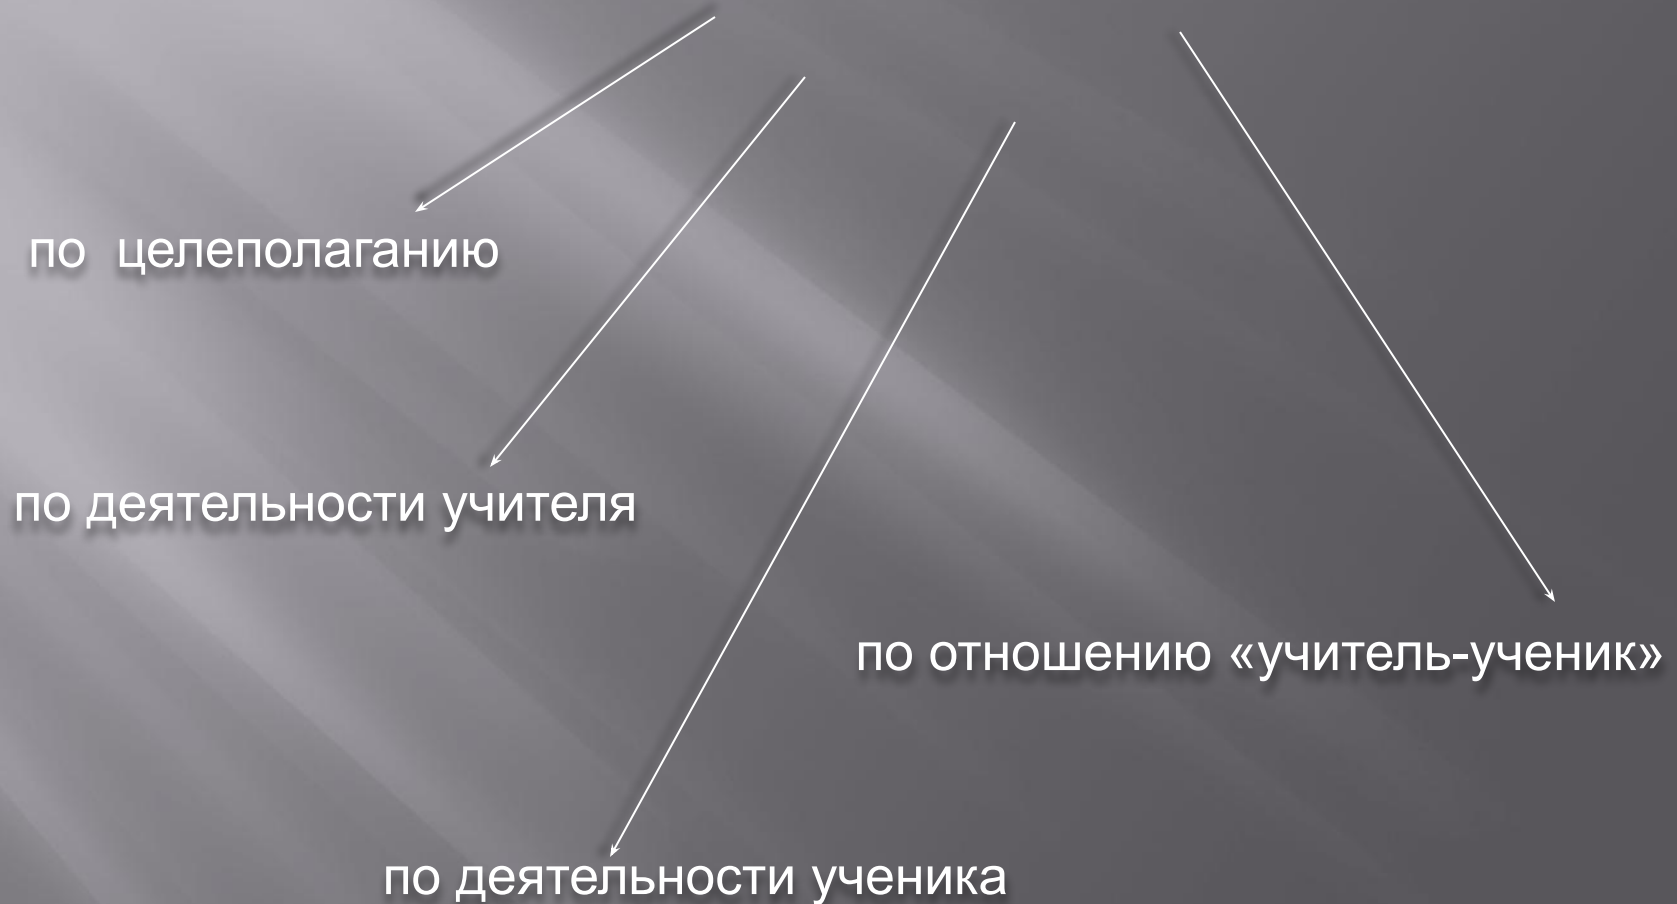 по целеполаганию
по деятельности учителя
по отношению «учитель-ученик»
по деятельности ученика